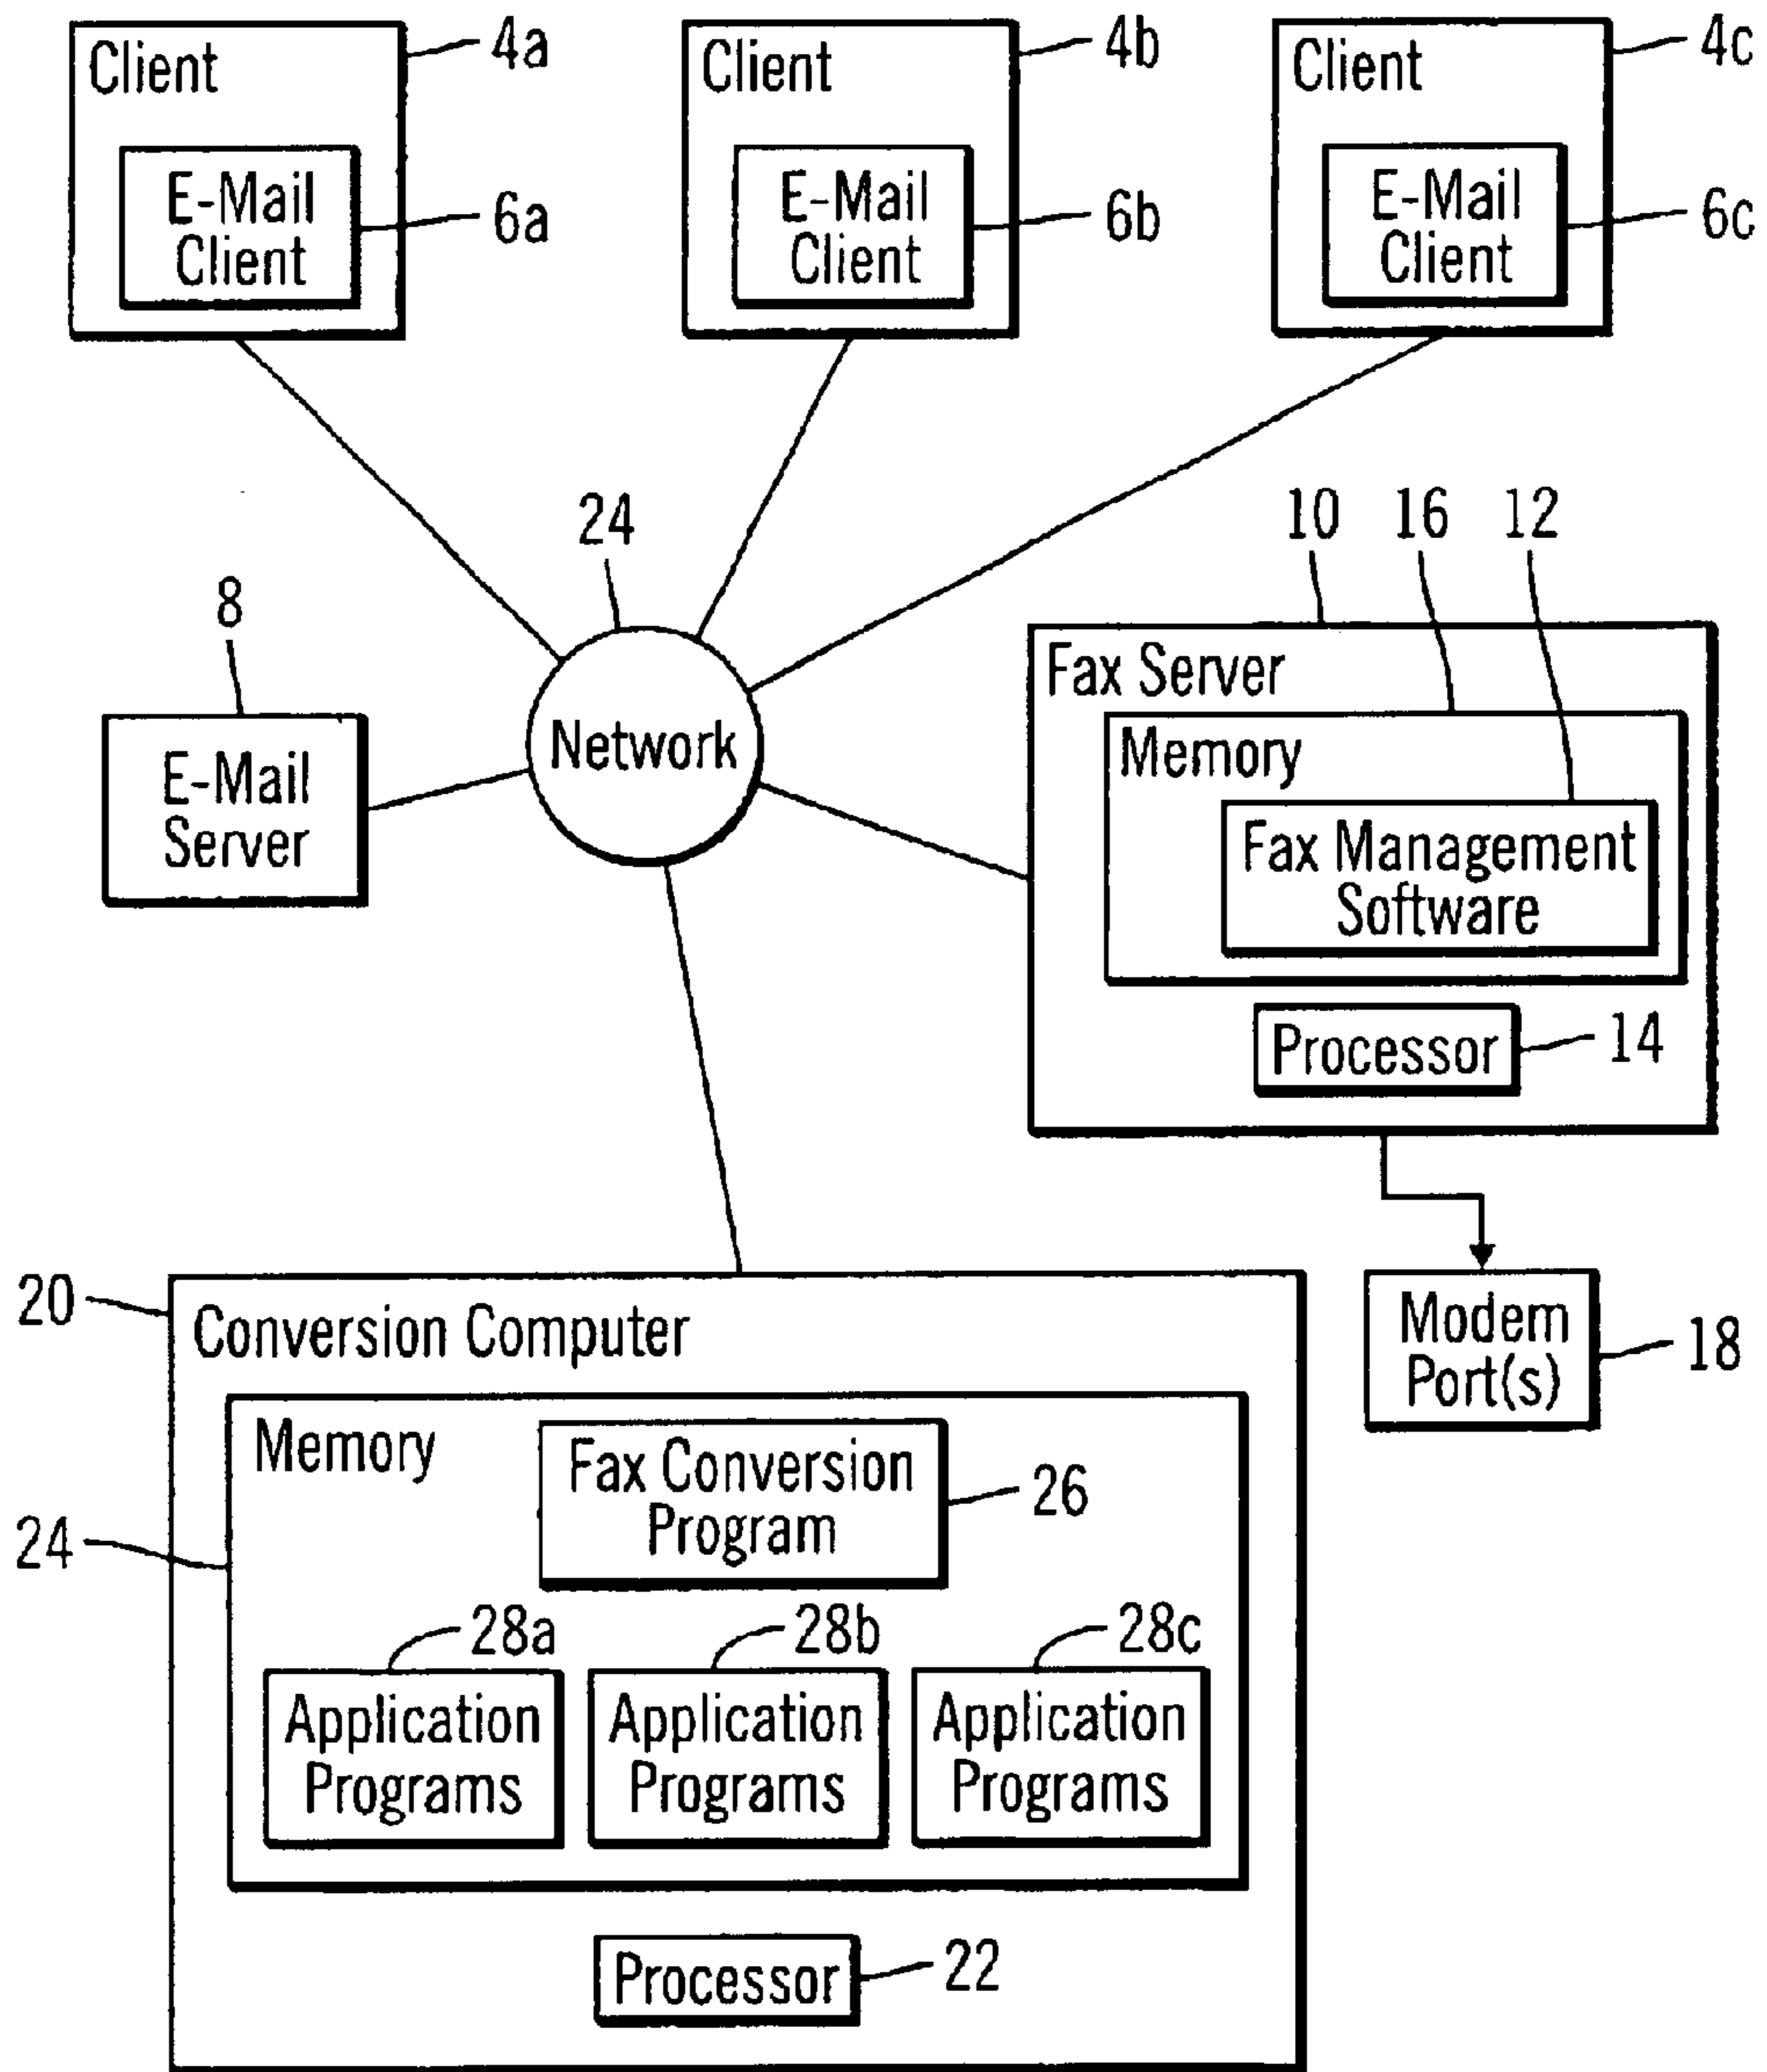 Client
4a
Client
4b
Client
4c
E-Mail
Client
6a
E-Mail
Client
6b
E-Mail
Client
6c
24
10
16
12
8
Network
E-Mail
Server
Fax Server
Memory
Fax Management
Software
Processor
14
20
Conversion Computer
Modem
Port(s)
18
Memory
Fax Conversion
Program
26
24
28a
28b
28c
Application
Programs
Application
Programs
Application
Programs
Processor
22